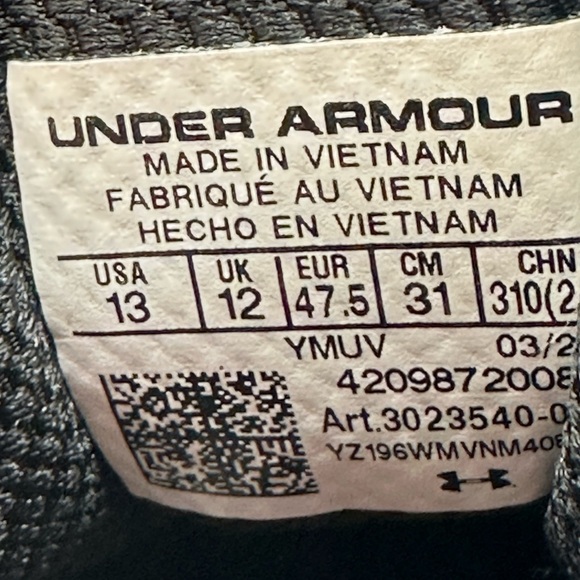 UNDER ARMOUR
MADE IN VIETNAM
FABRIQUÉ AU VIETNAM
HECHO EN VIETNAM
USA UK EUR CM CHN
13 12 47.5 31 310(2
YMUV 03/2
4209872008
Art.3023540-0
YZ196WMVNM40